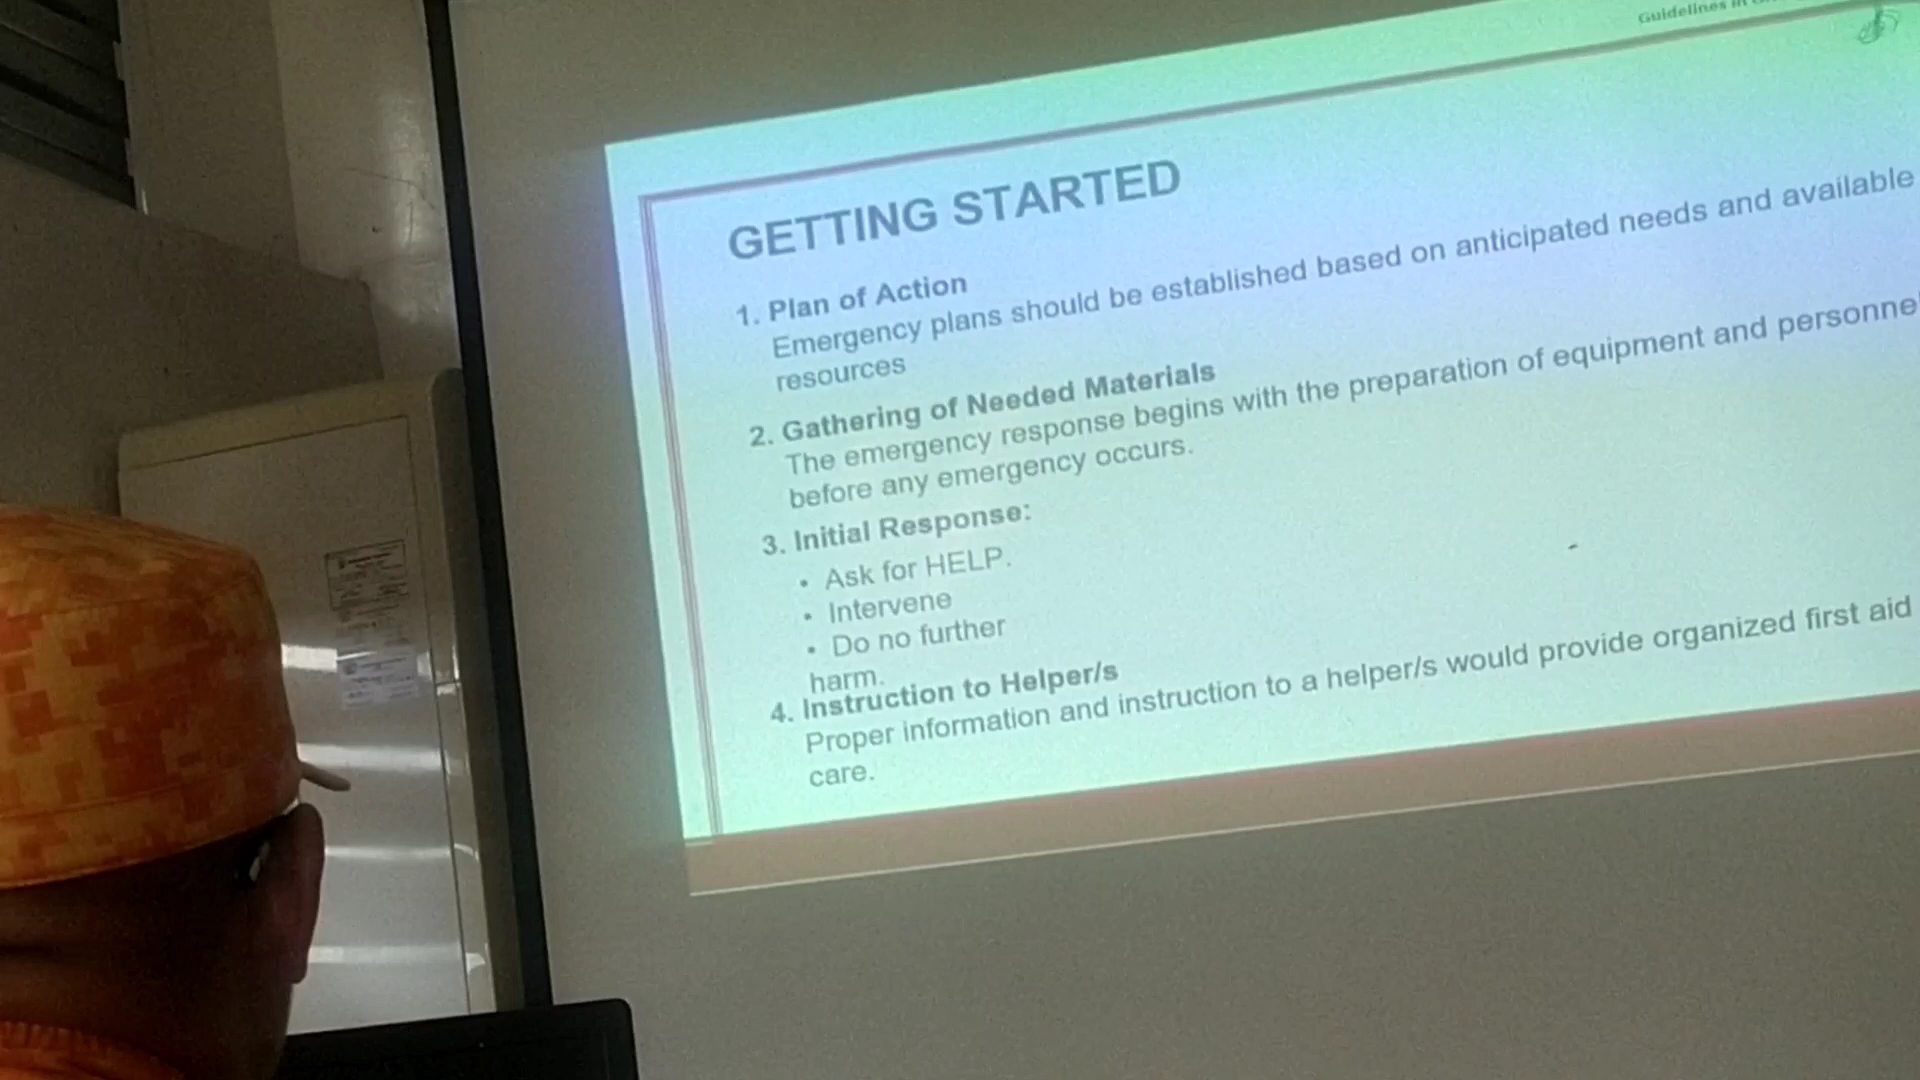 Guidelines in
GETTING STARTED
1. Plan of Action
Emergency plans should be established based on anticipated needs and available
resources
2. Gathering of Needed Materials
The emergency response begins with the preparation of equipment and personnel
before any emergency occurs.
3. Initial Response:
• Ask for HELP.
• Intervene
• Do no further
harm.
4. Instruction to Helper/s
Proper information and instruction to a helper/s would provide organized first aid
care.